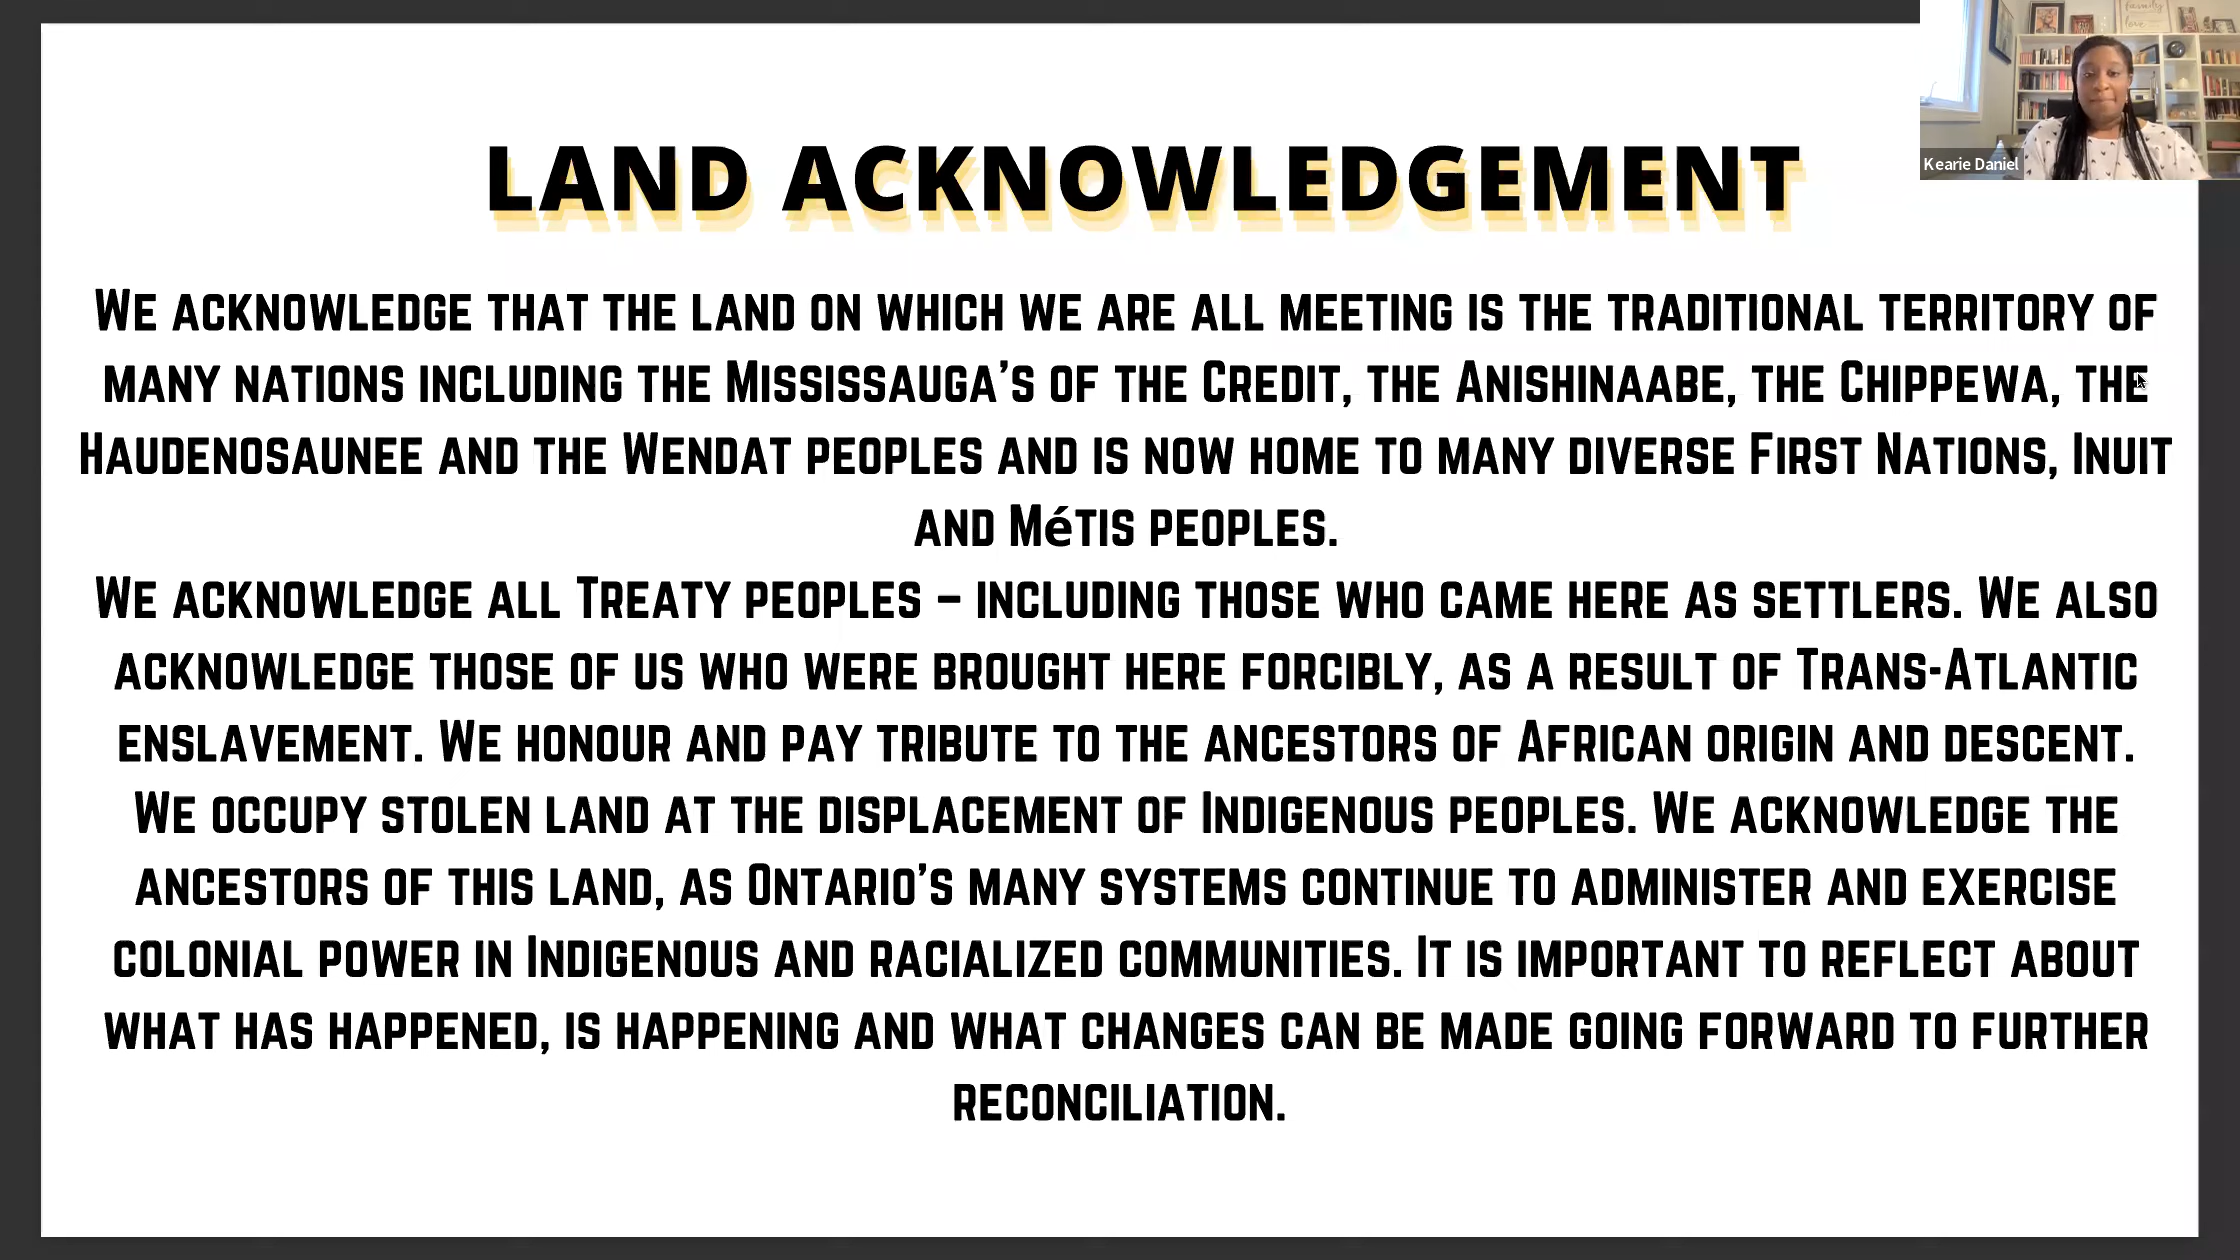 LAND ACKNOWLEDGEMENT
We acknowledge that the land on which we are all meeting is the traditional territory of
many nations including the Mississauga's of the Credit, the Anishinaabe, the Chippewa, the
Haudenosaunee and the Wendat peoples and is now home to many diverse First Nations, Inuit
and Métis peoples.
We acknowledge all Treaty peoples – including those who came here as settlers. We also
acknowledge those of us who were brought here forcibly, as a result of Trans-Atlantic
enslavement. We honour and pay tribute to the ancestors of African origin and descent.
We occupy stolen land at the displacement of Indigenous peoples. We acknowledge the
ancestors of this land, as Ontario's many systems continue to administer and exercise
colonial power in Indigenous and racialized communities. It is important to reflect about
what has happened, is happening and what changes can be made going forward to further
reconciliation.
family
love
Kearie Daniel